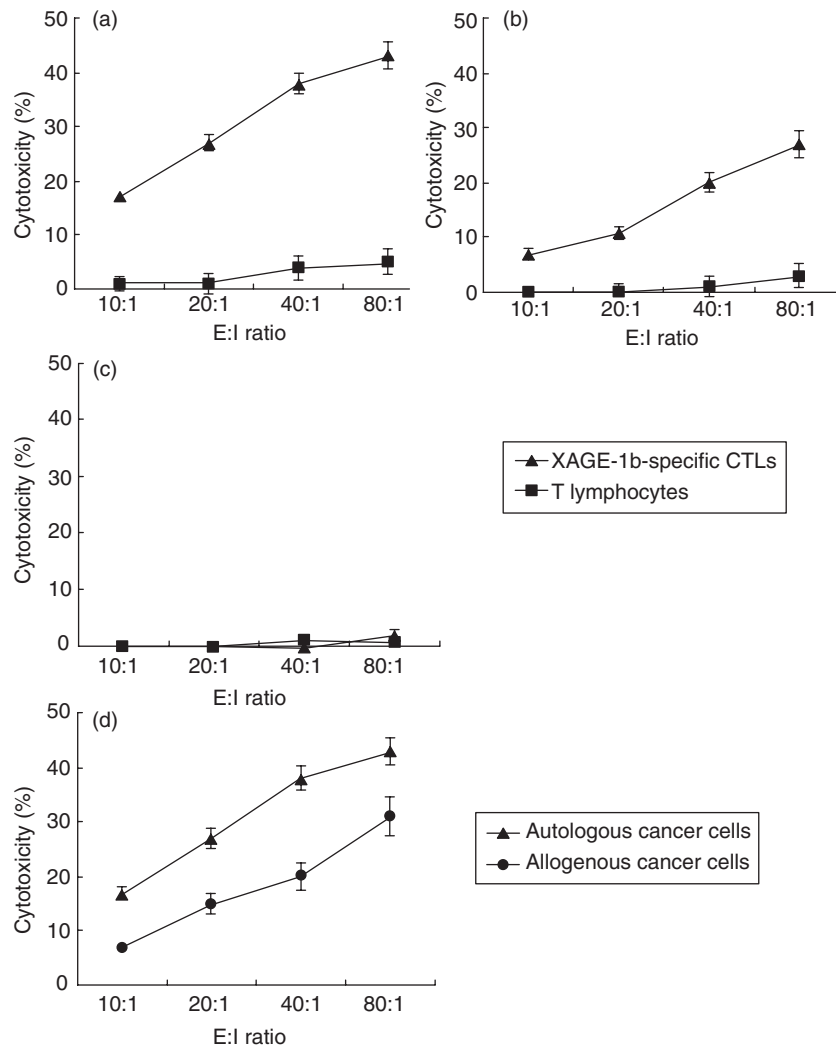 (a)
50
40
30
20
10
0
Cytotoxicity (%)
10:1 20:1 40:1 80:1
E:I ratio
(b)
50
40
30
20
10
0
Cytotoxicity (%)
10:1 20:1 40:1 80:1
E:I ratio
(c)
50
40
30
20
10
0
Cytotoxicity (%)
10:1 20:1 40:1 80:1
E:I ratio
XAGE-1b-specific CTLs
T lymphocytes
(d)
50
40
30
20
10
0
Cytotoxicity (%)
10:1 20:1 40:1 80:1
E:I ratio
Autologous cancer cells
Allogenous cancer cells